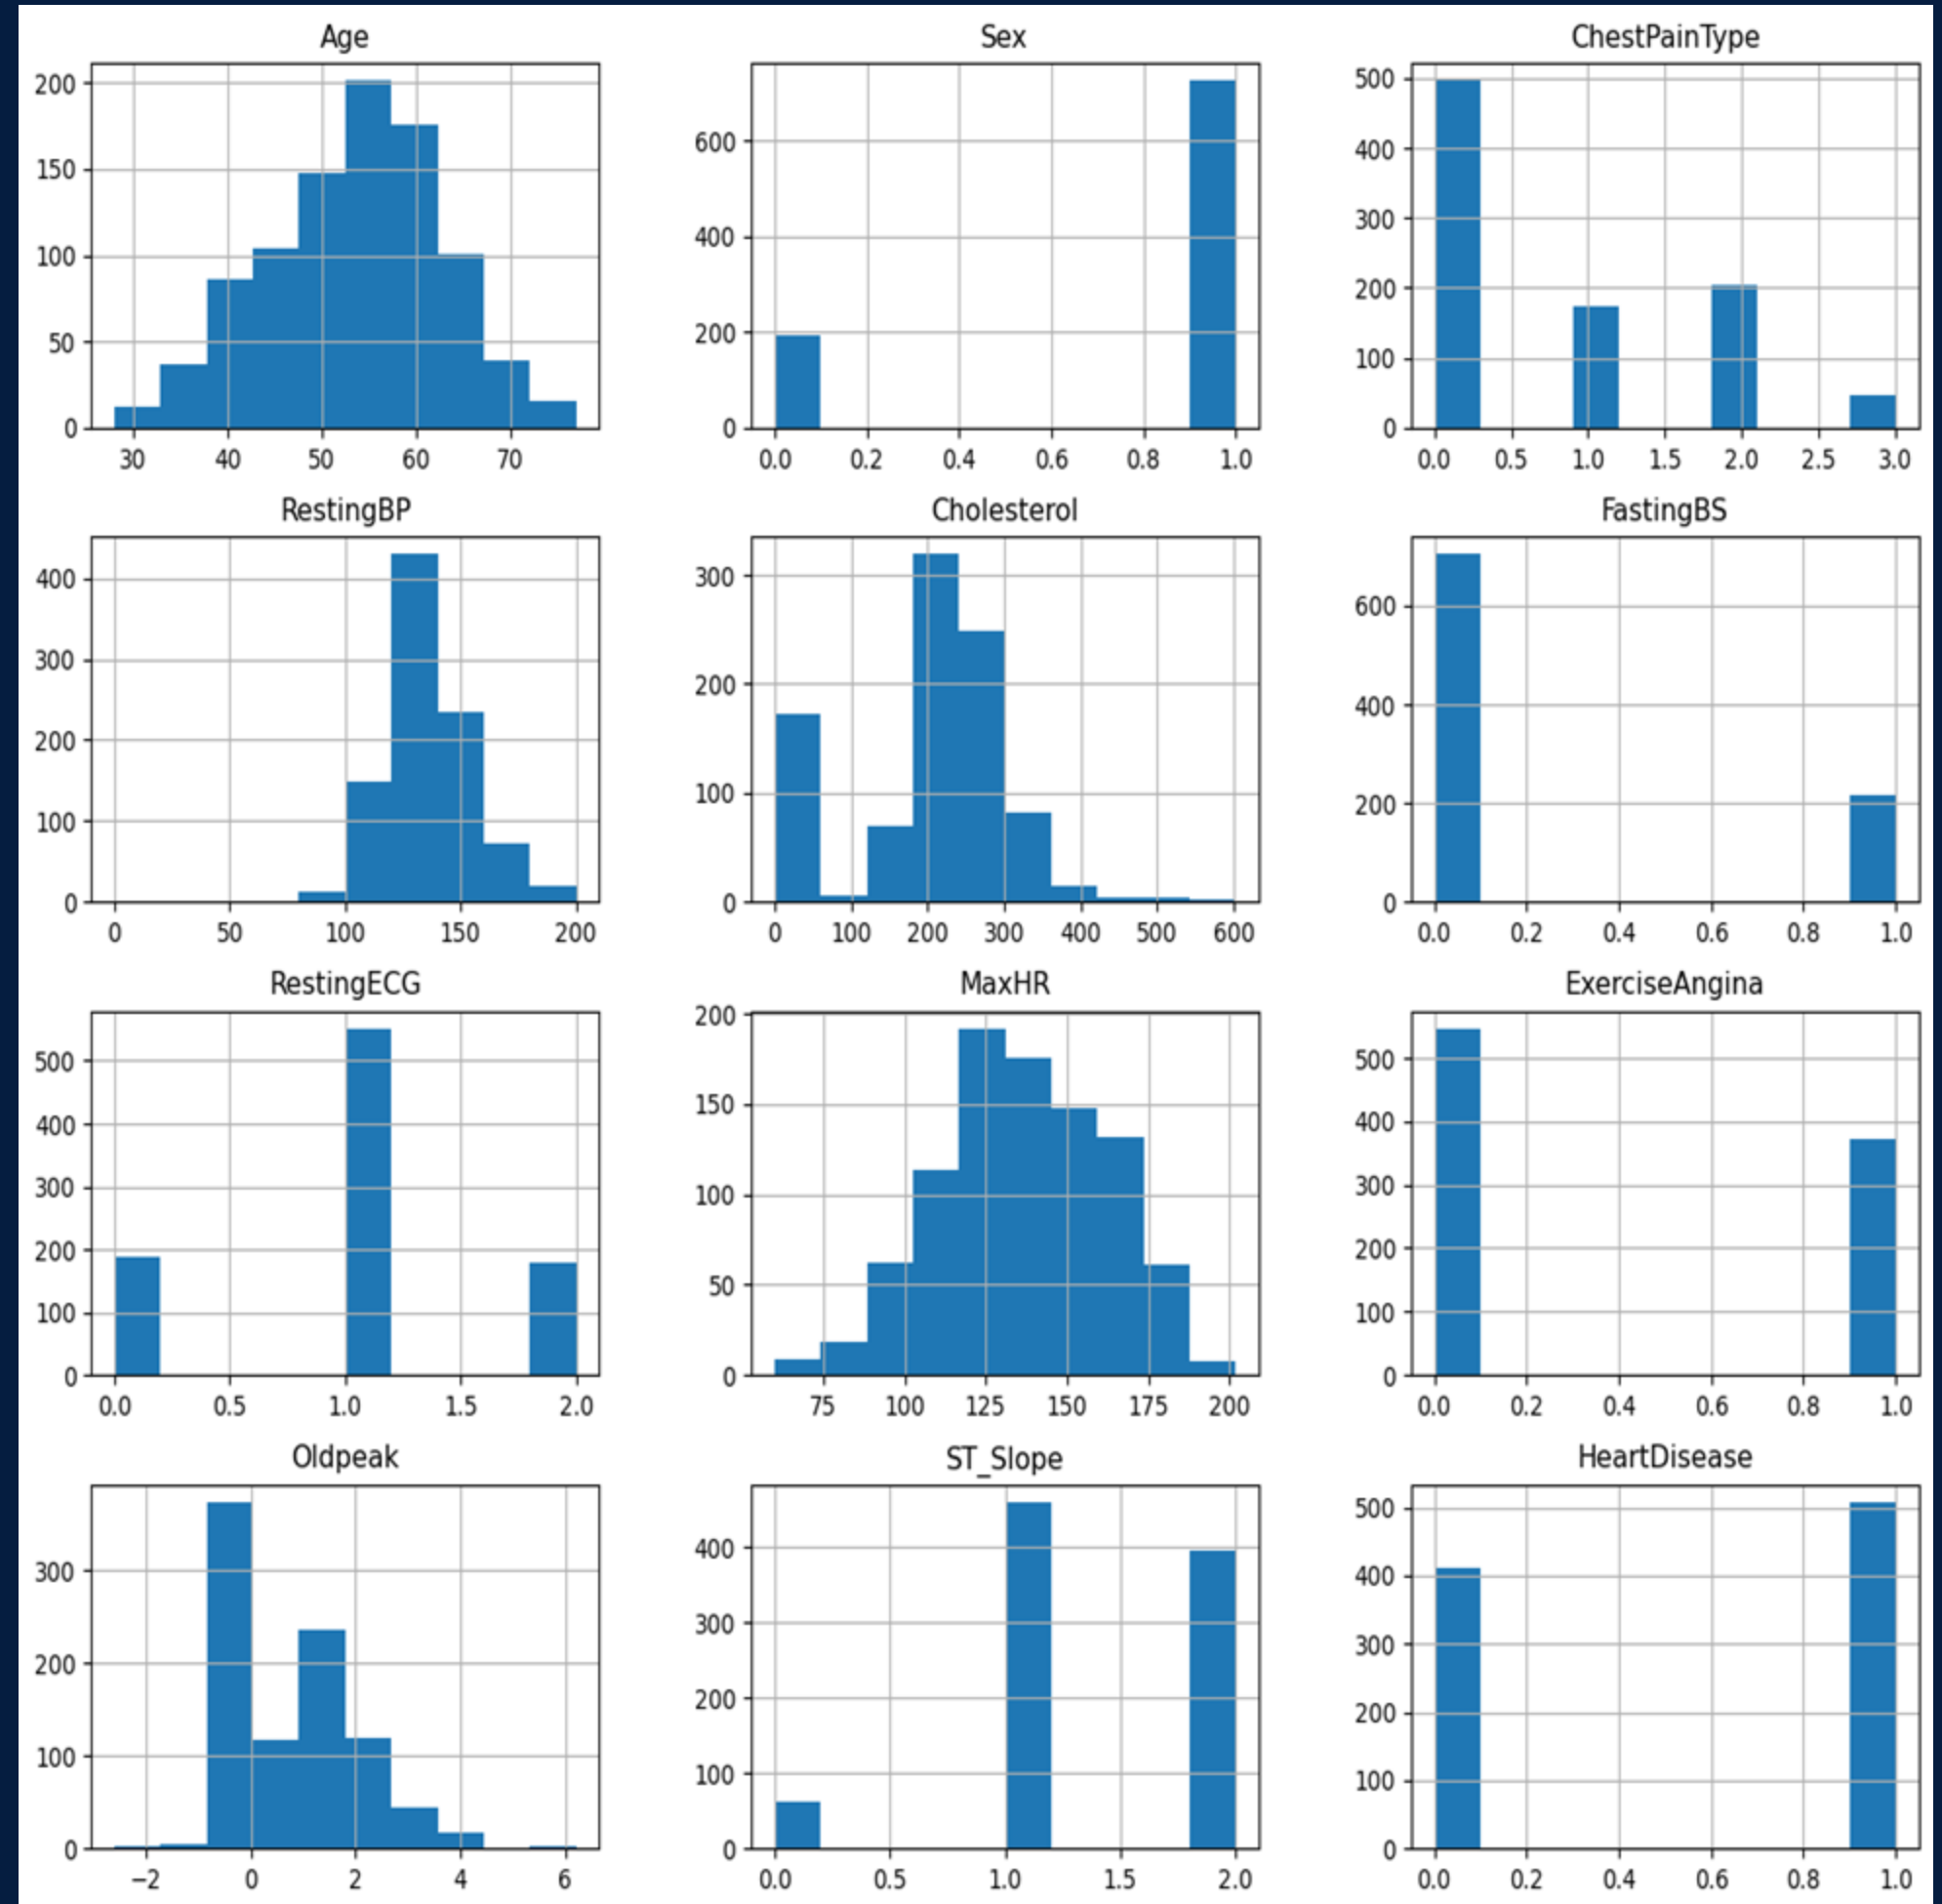 Age
200
150
100
50
0
30 40 50 60 70
Sex
600
400
200
0
0.0 0.2 0.4 0.6 0.8 1.0
ChestPainType
500
400
300
200
100
0
0.0 0.5 1.0 1.5 2.0 2.5 3.0
RestingBP
400
300
200
100
0
0 50 100 150 200
Cholesterol
300
200
100
0
0 100 200 300 400 500 600
FastingBS
600
400
200
0
0.0 0.2 0.4 0.6 0.8 1.0
RestingECG
500
400
300
200
100
0
0.0 0.5 1.0 1.5 2.0
MaxHR
200
150
100
50
0
75 100 125 150 175 200
ExerciseAngina
500
400
300
200
100
0
0.0 0.2 0.4 0.6 0.8 1.0
Oldpeak
300
200
100
0
−2 0 2 4 6
ST_Slope
400
300
200
100
0
0.0 0.5 1.0 1.5 2.0
HeartDisease
500
400
300
200
100
0
0.0 0.2 0.4 0.6 0.8 1.0